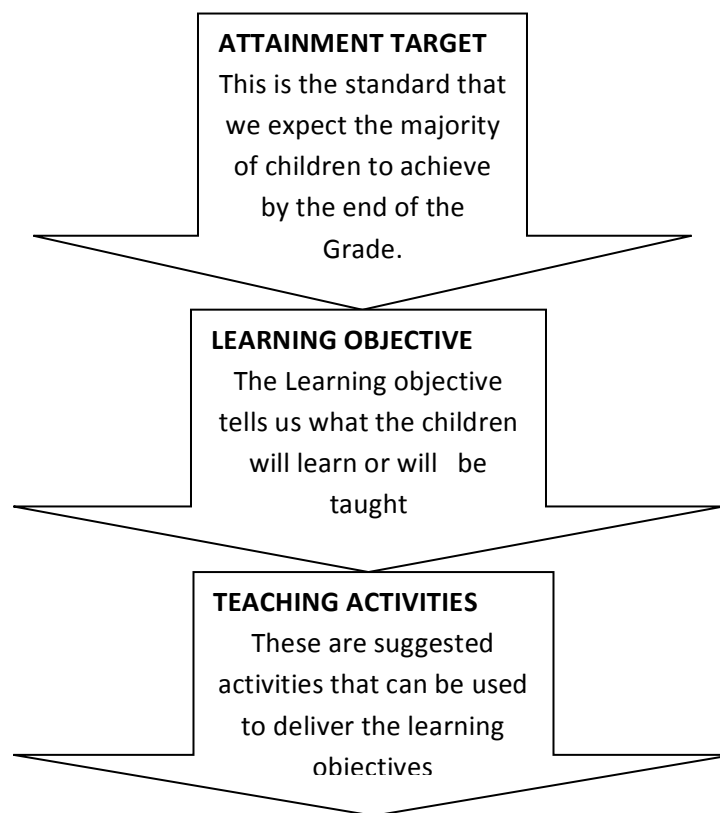 ATTAINMENT TARGET
This is the standard that
we expect the majority
of children to achieve
by the end of the
Grade.
LEARNING OBJECTIVE
The Learning objective
tells us what the children
will learn or will be
taught
TEACHING ACTIVITIES
These are suggested
activities that can be used
to deliver the learning
objectives